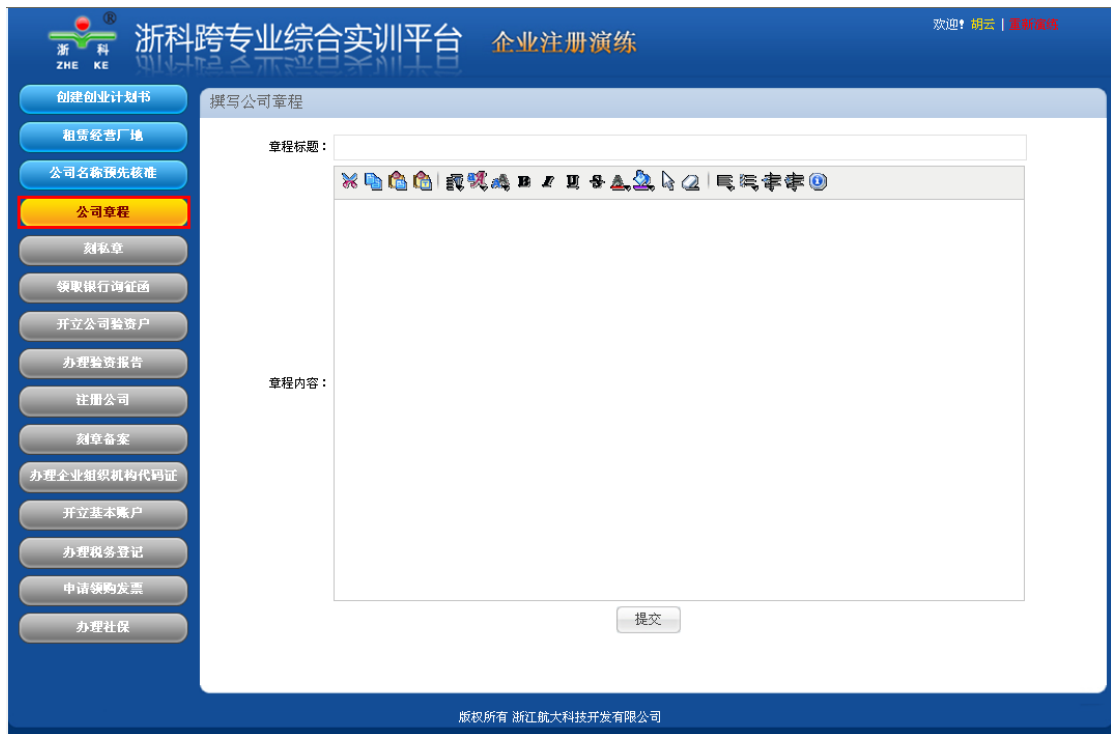 浙 科
ZHE KE
®
浙科跨专业综合实训平台
企业注册演练
欢迎! 胡云 | 重新演练
创建创业计划书
租赁经营厂地
公司名称预先核准
公司章程
刻私章
领取银行询征函
开立公司验资户
办理验资报告
注册公司
刻章备案
办理企业组织机构代码证
开立基本账户
办理税务登记
申请领购发票
办理社保
撰写公司章程
章程标题：
章程内容：
提交
版权所有 浙江航大科技开发有限公司